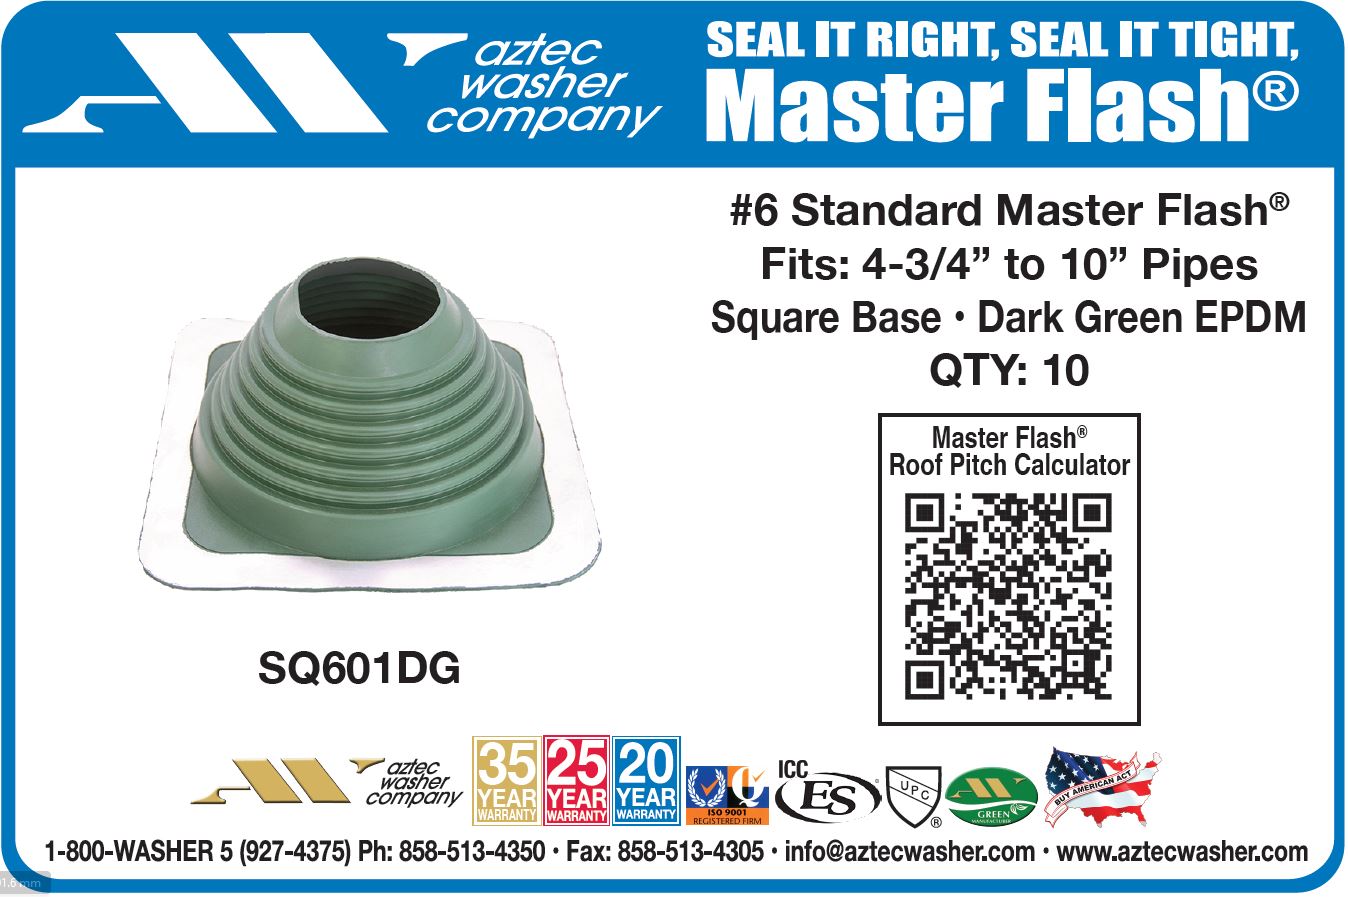 aztec
washer
company
SEAL IT RIGHT, SEAL IT TIGHT,
Master Flash®
#6 Standard Master Flash®
Fits: 4-3/4” to 10” Pipes
Square Base • Dark Green EPDM
QTY: 10
Master Flash®
Roof Pitch Calculator
SQ601DG
aztec
washer
company
35
YEAR
WARRANTY
25
YEAR
WARRANTY
20
YEAR
WARRANTY
Q
ISO 9001
REGISTERED FIRM
ICC
ES
UPC
®
GREEN
MANUFACTURER
BUY AMERICAN ACT
1-800-WASHER 5 (927-4375) Ph: 858-513-4350 • Fax: 858-513-4305 • info@aztecwasher.com • www.aztecwasher.com